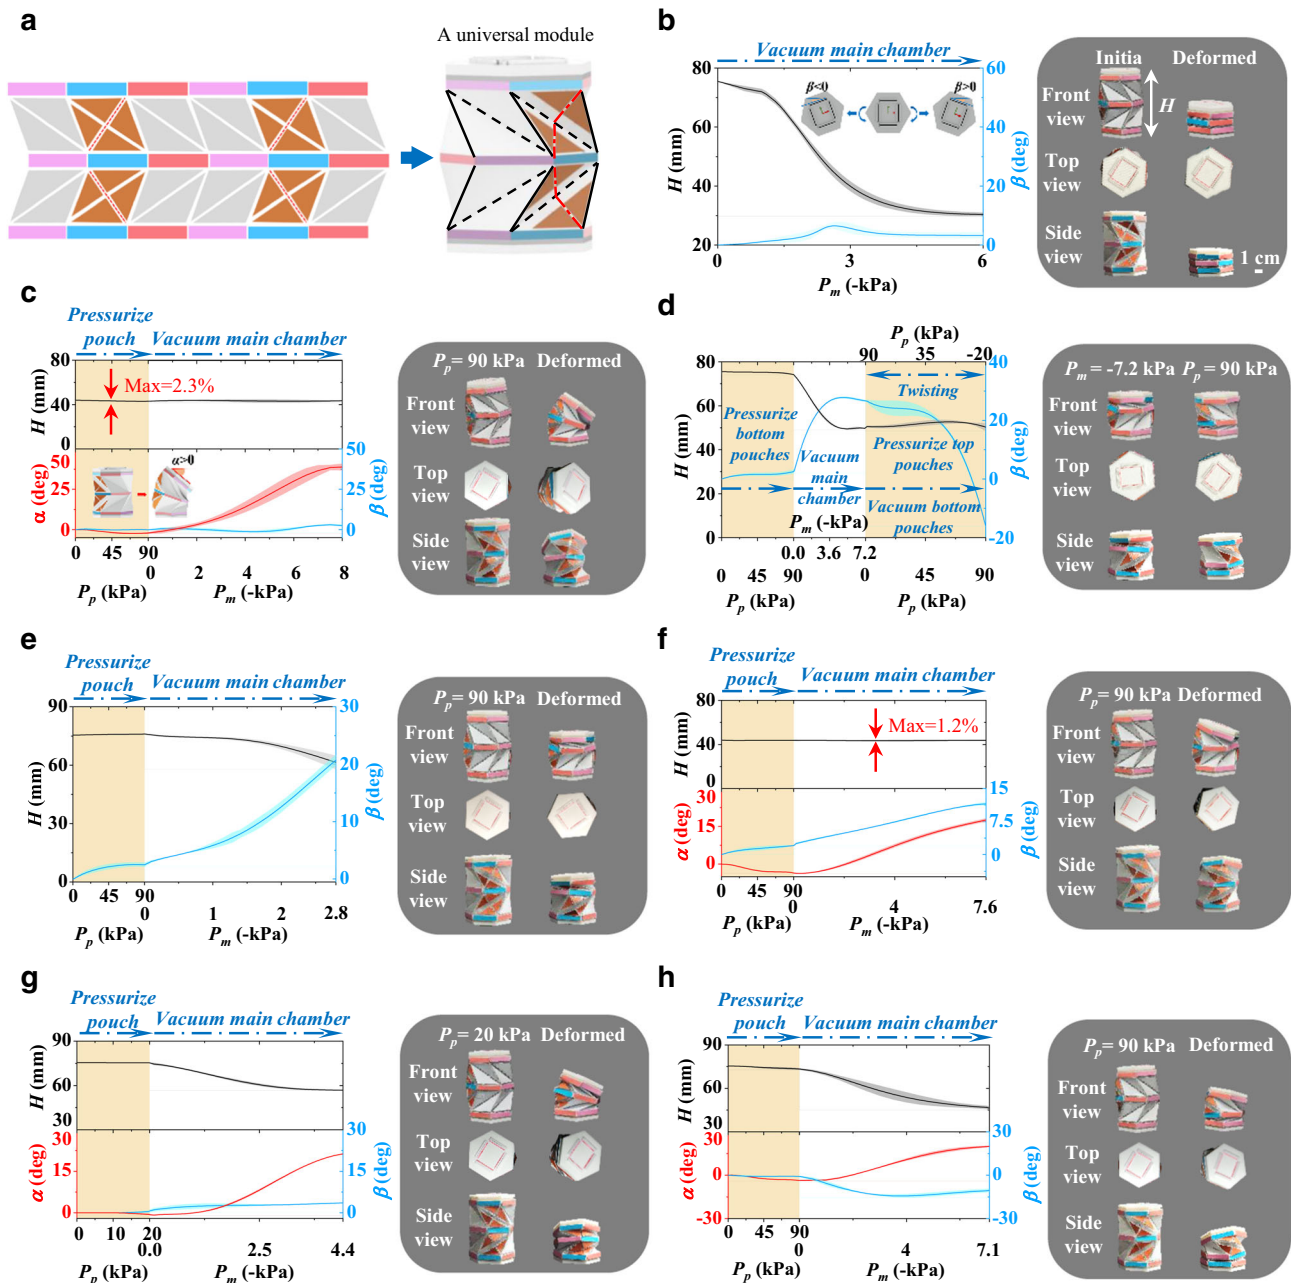 a
A universal module
b
Vacuum main chamber
80
60
40
20
H (mm)
60
40
20
0
β (deg)
β<0
β>0
0
3
6
P_m (-kPa)
Initia
Deformed
Front view
H
Top view
Side view
1 cm
c
Pressurize pouch
Vacuum main chamber
80
40
0
H (mm)
Max=2.3%
50
25
0
α (deg)
α>0
50
25
0
β (deg)
0
45
90
0
2
4
6
8
P_p (kPa)
P_m (-kPa)
P_p= 90 kPa
Deformed
Front view
Top view
Side view
d
P_p (kPa)
90
35
-20
80
60
40
20
0
H (mm)
40
20
0
-20
β (deg)
Twisting
Pressurize bottom pouches
Vacuum main chamber
Pressurize top pouches
Vacuum bottom pouches
P_m (-kPa)
0.0
3.6
7.2
0
45
90
0
45
90
P_p (kPa)
P_p (kPa)
P_m = -7.2 kPa
P_p = 90 kPa
Front view
Top view
Side view
e
Pressurize pouch
Vacuum main chamber
90
60
30
0
H (mm)
30
20
10
0
β (deg)
0
45
90
0
1
2
2.8
P_p (kPa)
P_m (-kPa)
P_p= 90 kPa
Deformed
Front view
Top view
Side view
f
Pressurize pouch
Vacuum main chamber
80
40
0
H (mm)
Max=1.2%
30
15
0
α (deg)
15
7.5
0
β (deg)
0
45
90
0
4
7.6
P_p (kPa)
P_m (-kPa)
P_p= 90 kPa
Deformed
Front view
Top view
Side view
g
Pressurize pouch
Vacuum main chamber
90
60
30
H (mm)
30
15
0
α (deg)
30
15
0
β (deg)
0
10
20
0.0
2.5
4.4
P_p (kPa)
P_m (-kPa)
P_p= 20 kPa
Deformed
Front view
Top view
Side view
h
Pressurize pouch
Vacuum main chamber
90
60
30
H (mm)
30
0
-30
α (deg)
30
15
0
-15
-30
β (deg)
0
45
90
0
4
7.1
P_p (kPa)
P_m (-kPa)
P_p= 90 kPa
Deformed
Front view
Top view
Side view